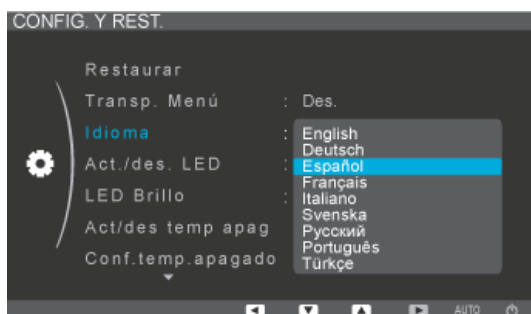 CONFIG. Y REST.
Restaurar
Transp. Menú : Des.
Idioma : English
Deutsch
Act./des. LED : Español
Français
LED Brillo : Italiano
Svenska
Act/des temp apag Русский
Português
Conf.temp.apagado Türkçe
AUTO